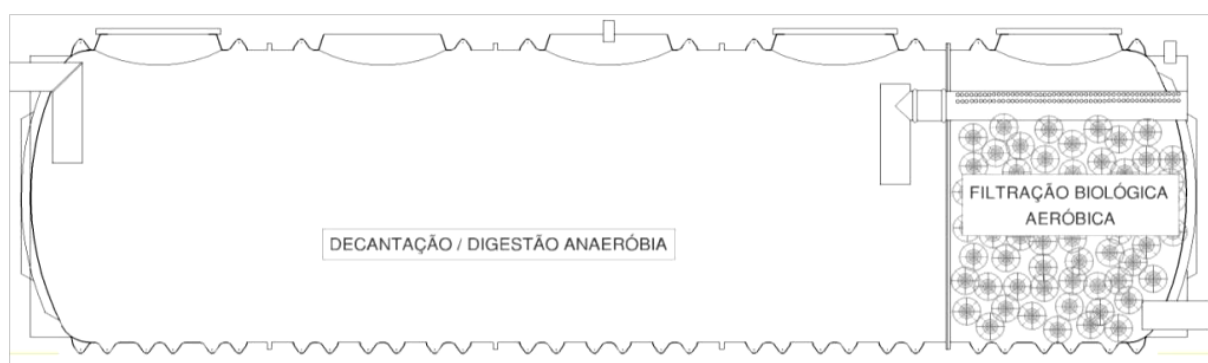 DECANTAÇÃO / DIGESTÃO ANAERÓBIA
FILTRAÇÃO BIOLÓGICA
AERÓBICA